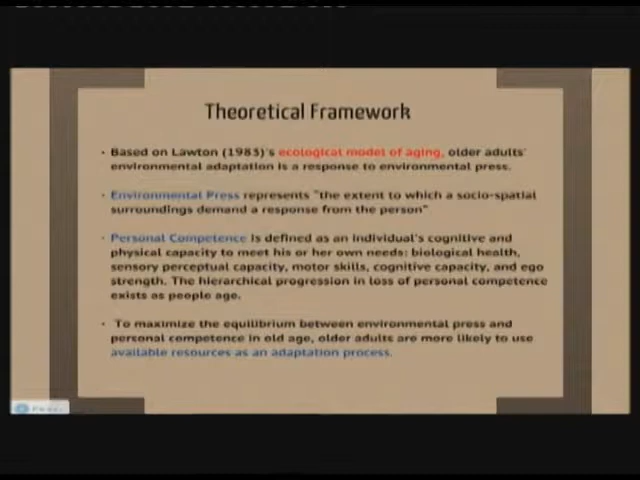 Theoretical Framework
• Based on Lawton (1983)'s ecological model of aging, older adults'
environmental adaptation is a response to environmental press.
• Environmental Press represents "the extent to which a socio-spatial
surroundings demand a response from the person"
• Personal Competence is defined as an individual's cognitive and
physical capacity to meet his or her own needs: biological health,
sensory perceptual capacity, motor skills, cognitive capacity, and ego
strength. The hierarchical progression in loss of personal competence
exists as people age.
• To maximize the equilibrium between environmental press and
personal competence in old age, older adults are more likely to use
available resources as an adaptation process.